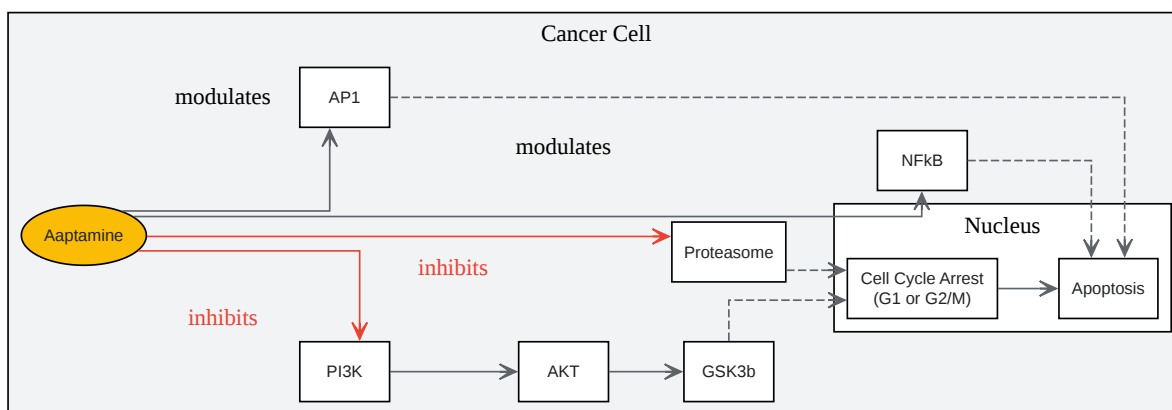 Cancer Cell
modulates
AP1
modulates
NFkB
Aaptamine
Nucleus
Proteasome
inhibits
Cell Cycle Arrest
(G1 or G2/M)
Apoptosis
inhibits
PI3K
AKT
GSK3b